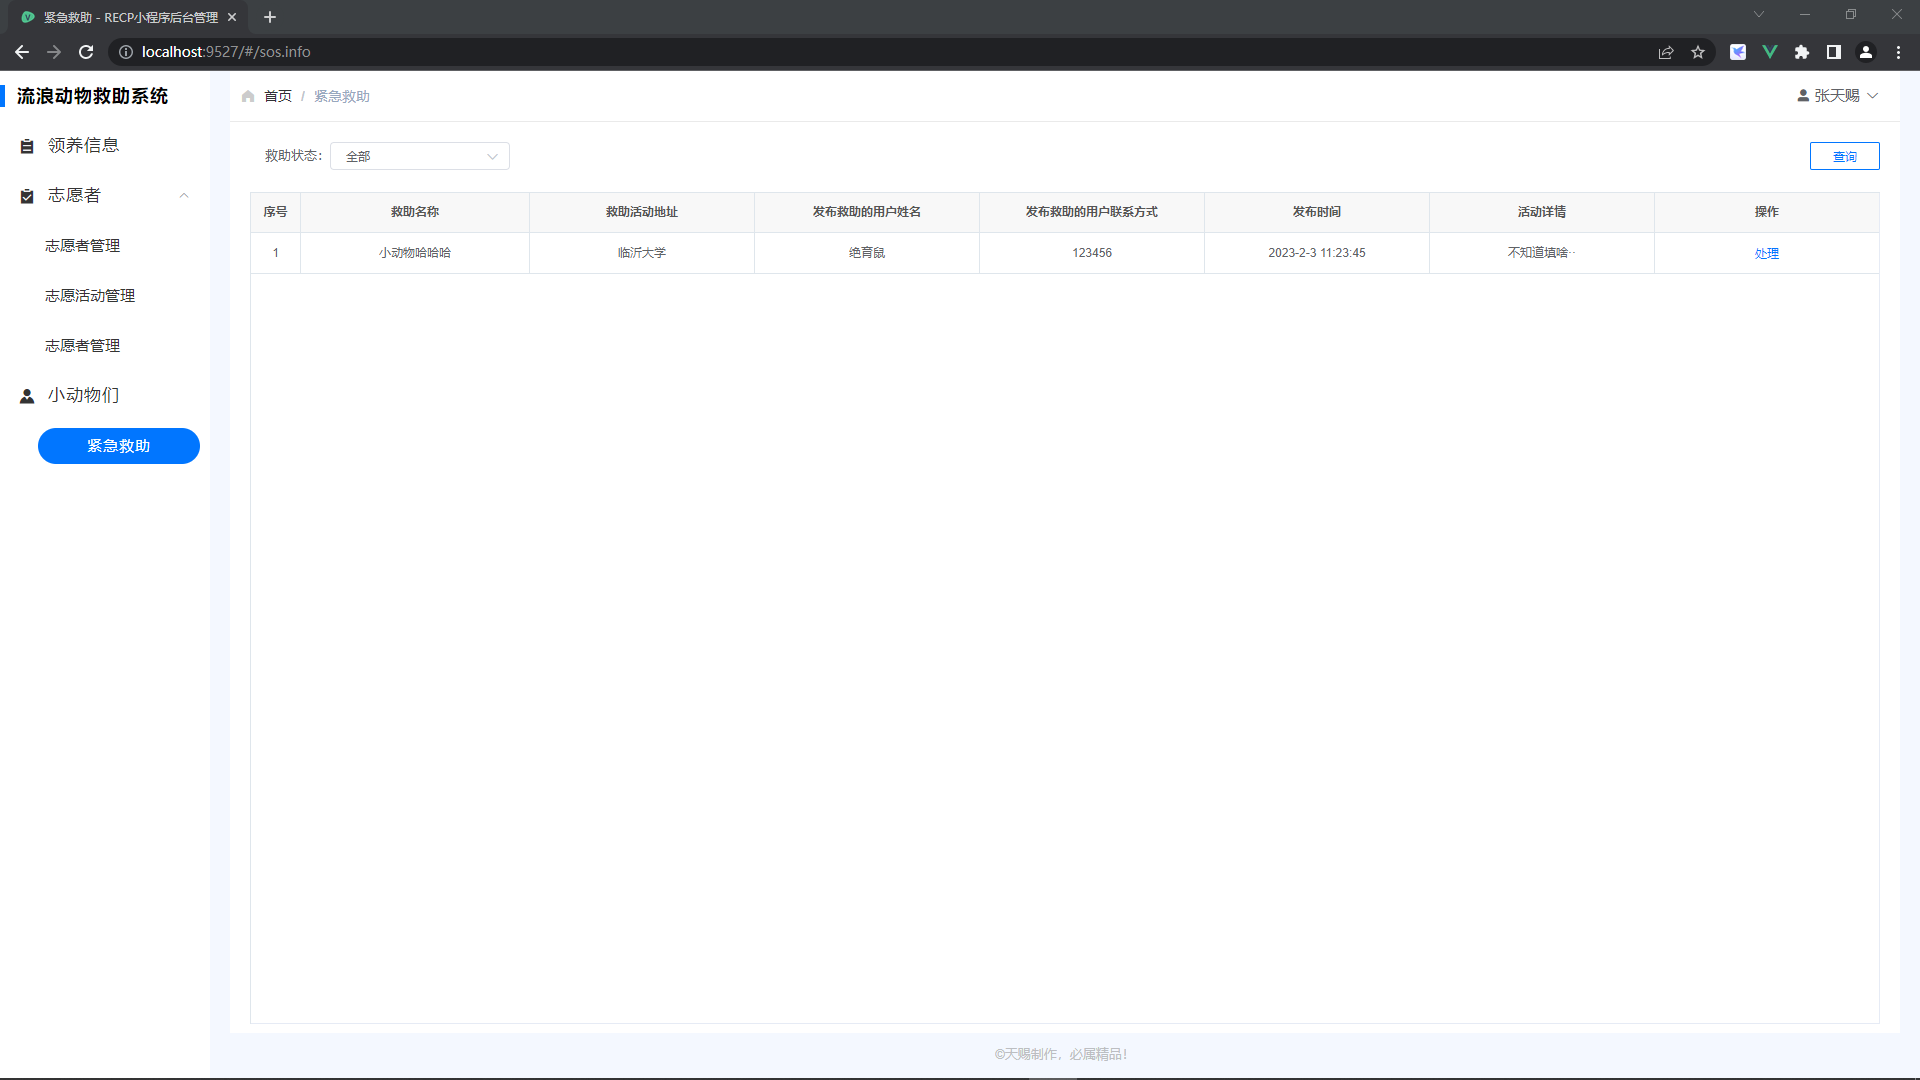 紧急救助 - RECP小程序后台管理
localhost:9527/#/sos.info
流浪动物救助系统
领养信息
志愿者
志愿者管理
志愿活动管理
志愿者管理
小动物们
紧急救助
首页 / 紧急救助
张天赐
救助状态： 全部
查询
序号 救助名称 救助活动地址 发布救助的用户姓名 发布救助的用户联系方式 发布时间 活动详情 操作
1 小动物哈哈哈 临沂大学 绝育鼠 123456 2023-2-3 11:23:45 不知道填啥·· 处理
©天赐制作，必属精品！